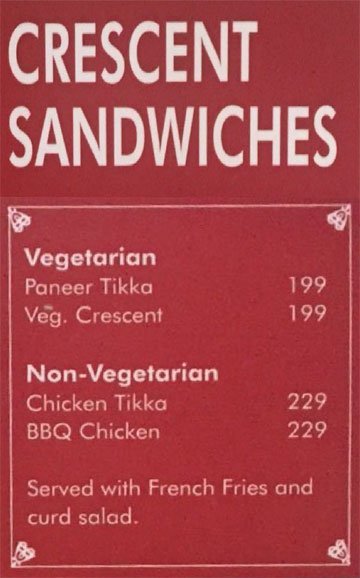 CRESCENT
SANDWICHES
Vegetarian
Paneer Tikka 199
Veg. Crescent 199
Non-Vegetarian
Chicken Tikka 229
BBQ Chicken 229
Served with French Fries and
curd salad.